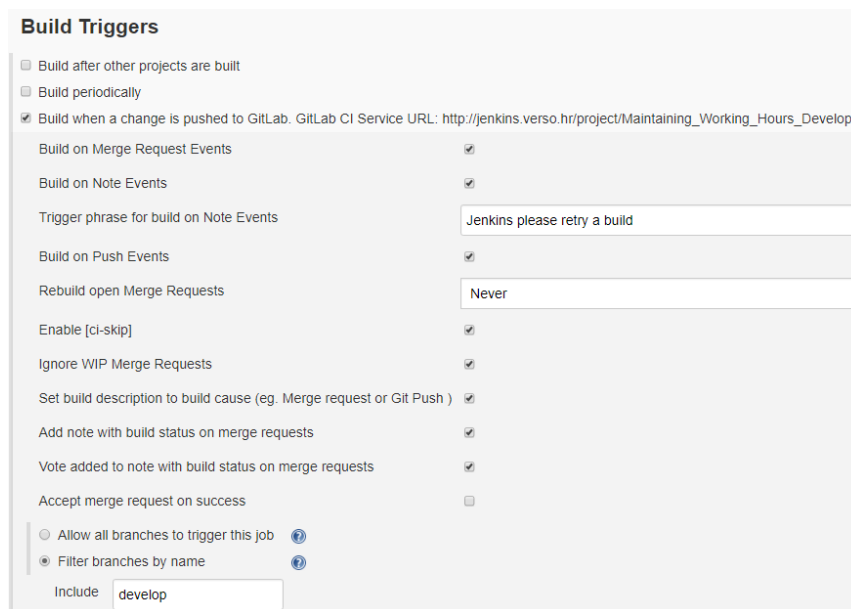 Build Triggers
Build after other projects are built
Build periodically
Build when a change is pushed to GitLab. GitLab CI Service URL: http://jenkins.verso.hr/project/Maintaining_Working_Hours_Develop
Build on Merge Request Events
Build on Note Events
Trigger phrase for build on Note Events Jenkins please retry a build
Build on Push Events
Rebuild open Merge Requests Never
Enable [ci-skip]
Ignore WIP Merge Requests
Set build description to build cause (eg. Merge request or Git Push )
Add note with build status on merge requests
Vote added to note with build status on merge requests
Accept merge request on success
Allow all branches to trigger this job ?
Filter branches by name ?
Include develop